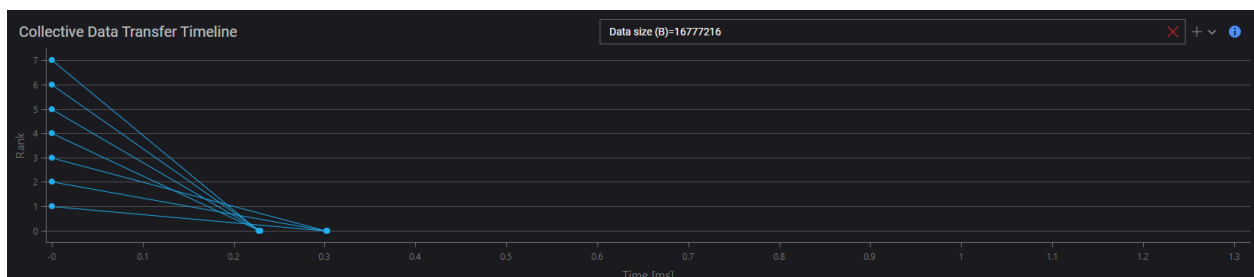 Collective Data Transfer Timeline
Data size (B)=16777216
7
6
5
4
3
2
1
0
Rank
-0 0.1 0.2 0.3 0.4 0.5 0.6 0.7 0.8 0.9 1 1.1 1.2 1.3
Time [ms]